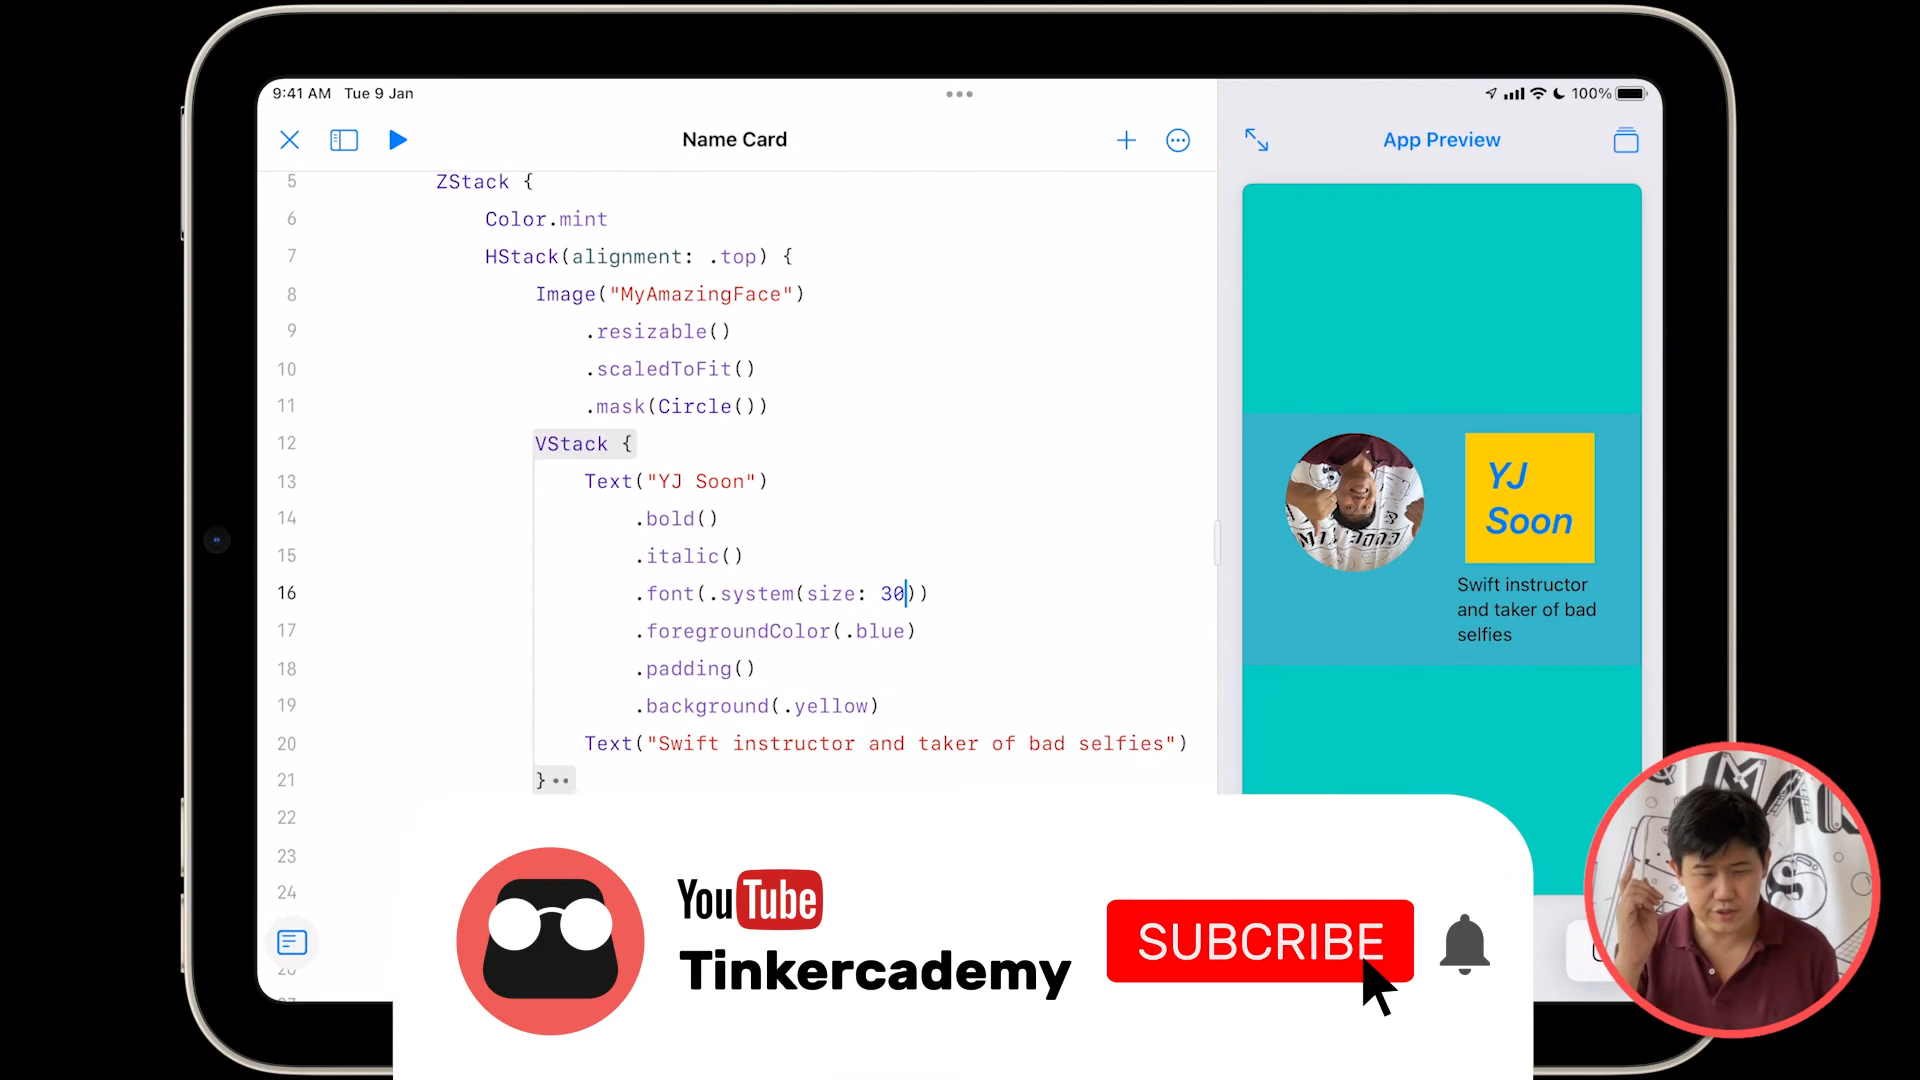 9:41 AM Tue 9 Jan
100%
Name Card
App Preview
5 ZStack {
6 Color.mint
7 HStack(alignment: .top) {
8 Image("MyAmazingFace")
9 .resizable()
10 .scaledToFit()
11 .mask(Circle())
12 VStack {
13 Text("YJ Soon")
14 .bold()
15 .italic()
16 .font(.system(size: 30))
17 .foregroundColor(.blue)
18 .padding()
19 .background(.yellow)
20 Text("Swift instructor and taker of bad selfies")
21 }
22
23
24
YJ
Soon
Swift instructor
and taker of bad
selfies
YouTube
Tinkercademy
SUBCRIBE